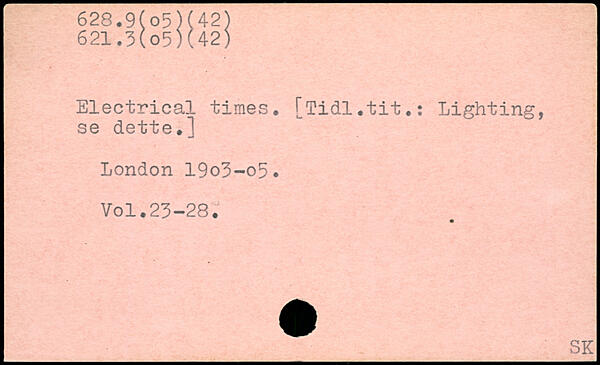 628.9(o5)(42)
621.3(o5)(42)
Electrical times. [Tidl.tit.: Lighting,
se dette.]
London 19o3-o5.
Vol.23-28.
SK